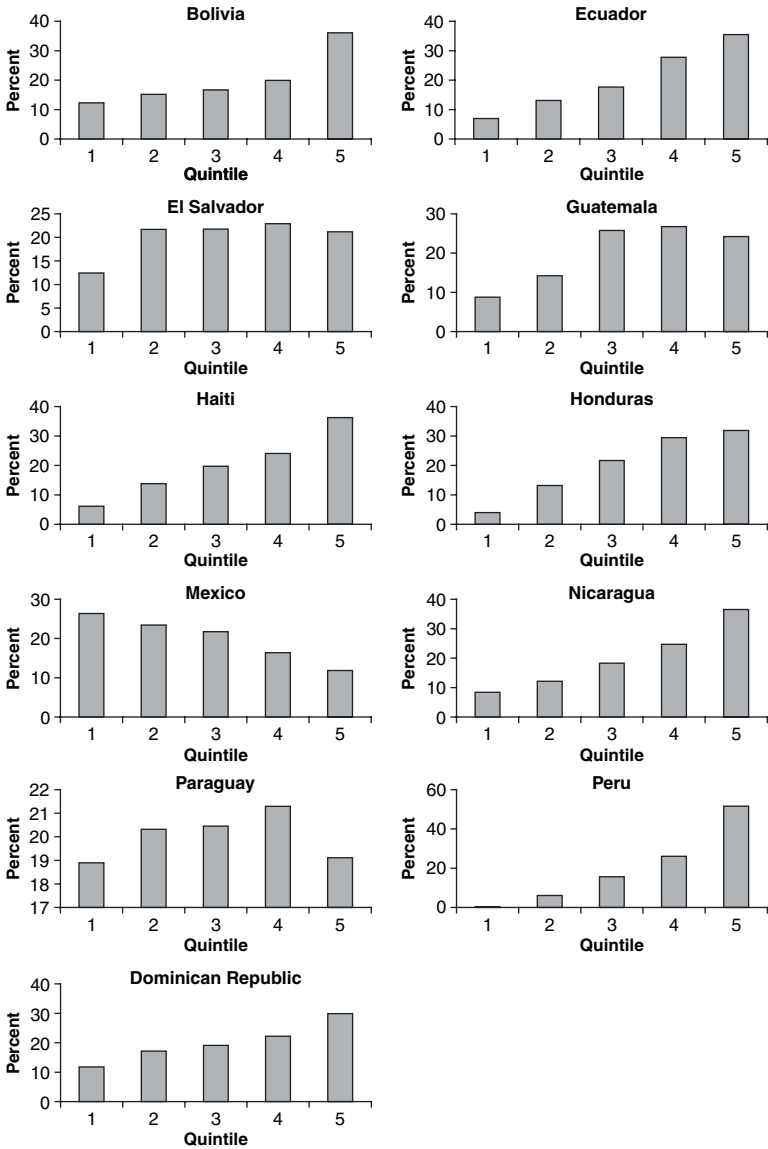 Bolivia
Percent
40
30
20
10
0
1 2 3 4 5
Quintile
Ecuador
Percent
40
30
20
10
0
1 2 3 4 5
Quintile
El Salvador
Percent
25
20
15
10
5
0
1 2 3 4 5
Quintile
Guatemala
Percent
30
20
10
0
1 2 3 4 5
Quintile
Haiti
Percent
40
30
20
10
0
1 2 3 4 5
Quintile
Honduras
Percent
40
30
20
10
0
1 2 3 4 5
Quintile
Mexico
Percent
30
20
10
0
1 2 3 4 5
Quintile
Nicaragua
Percent
40
30
20
10
0
1 2 3 4 5
Quintile
Paraguay
Percent
22
21
20
19
18
17
1 2 3 4 5
Quintile
Peru
Percent
60
40
20
0
1 2 3 4 5
Quintile
Dominican Republic
Percent
40
30
20
10
0
1 2 3 4 5
Quintile